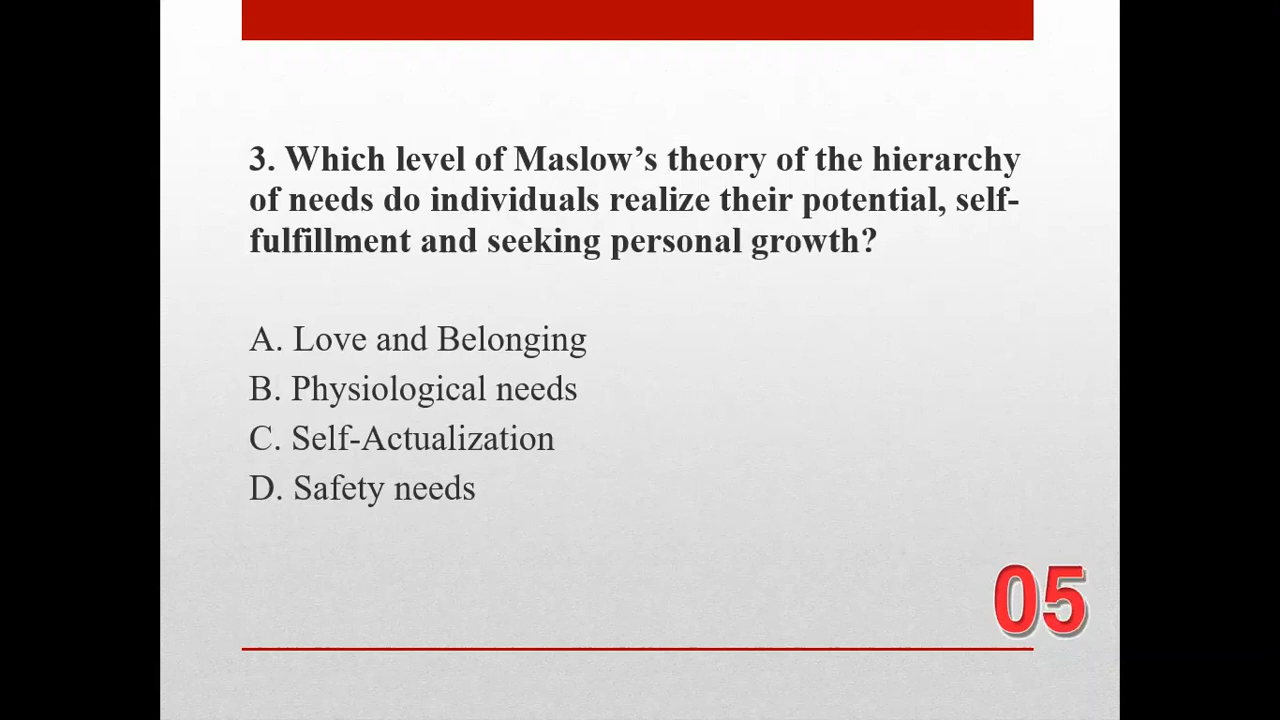 3. Which level of Maslow’s theory of the hierarchy
of needs do individuals realize their potential, self-
fulfillment and seeking personal growth?
A. Love and Belonging
B. Physiological needs
C. Self-Actualization
D. Safety needs
05